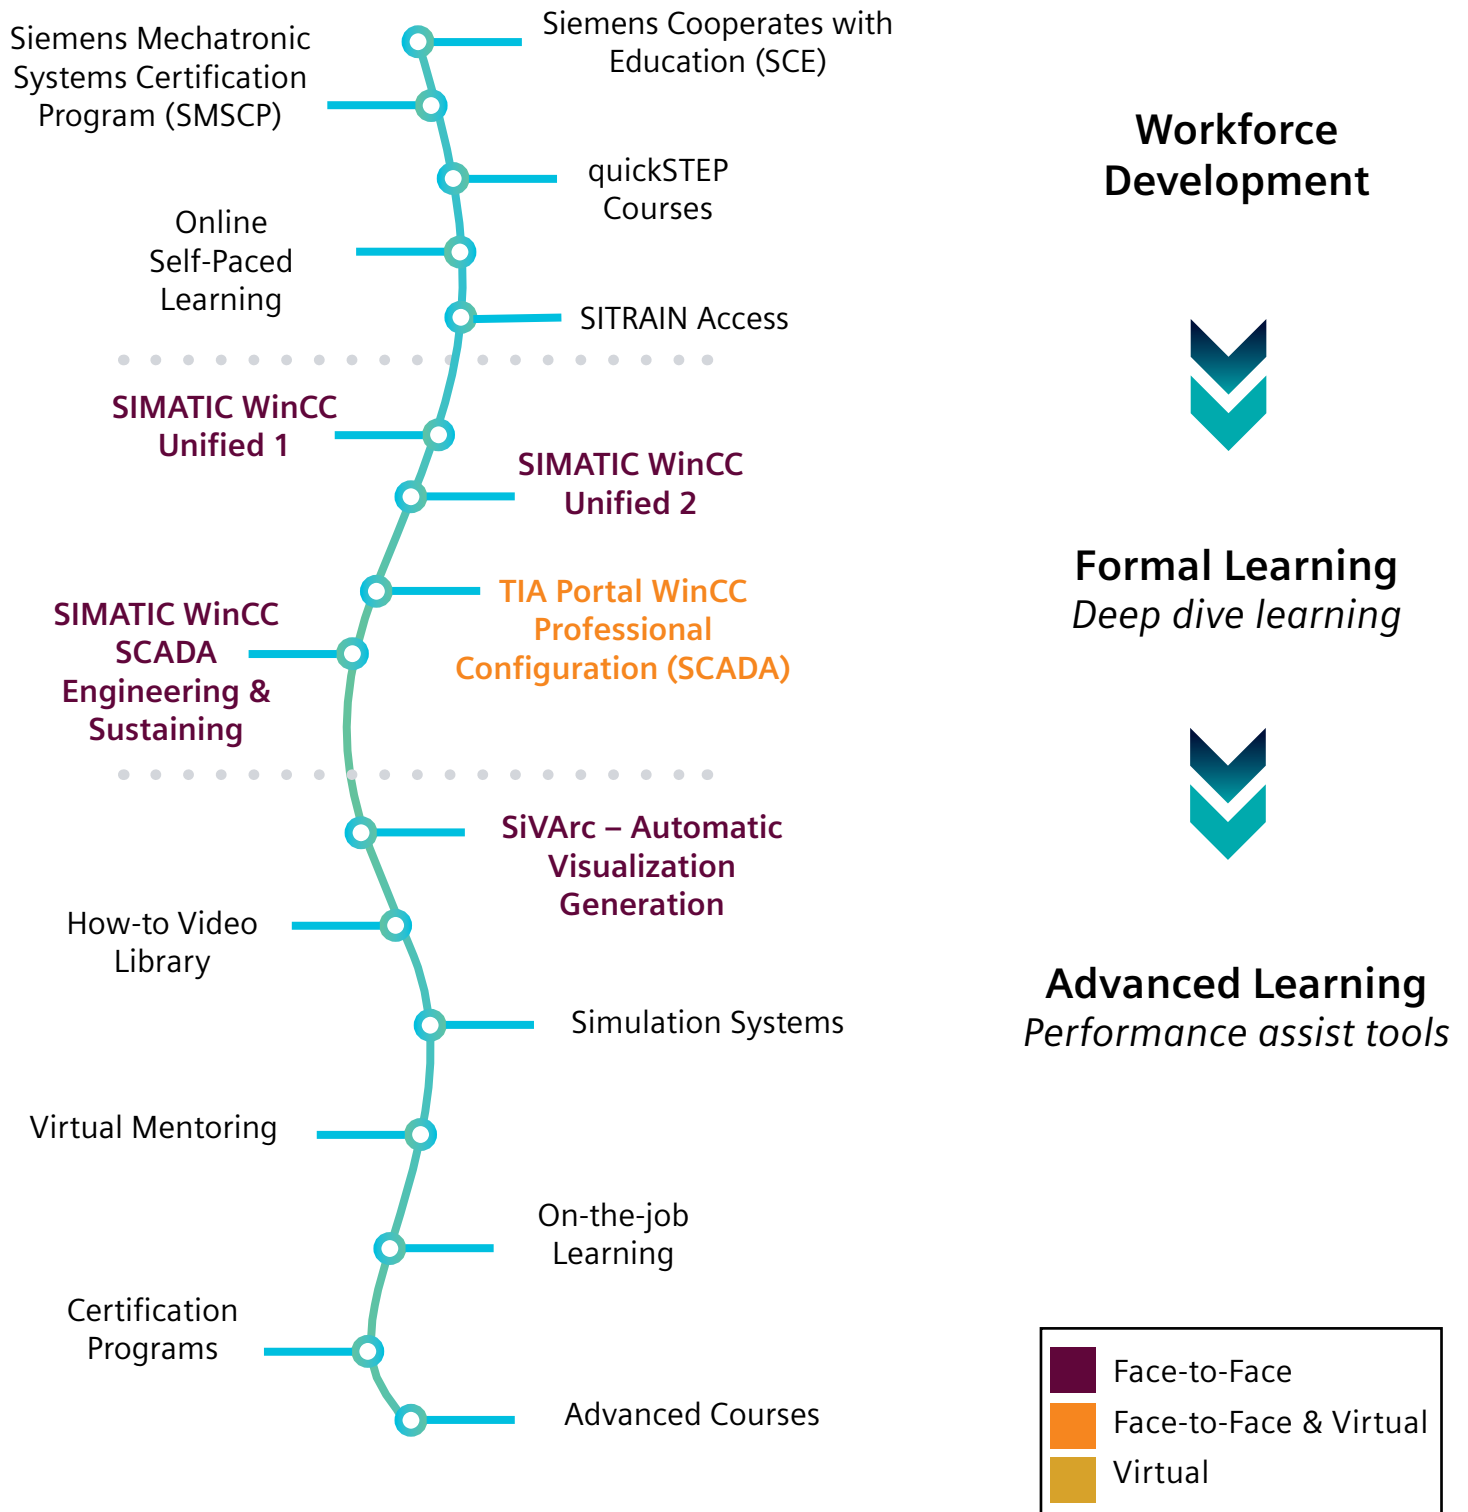 Siemens Cooperates with
Education (SCE)
Siemens Mechatronic
Systems Certification
Program (SMSCP)
quickSTEP
Courses
Online
Self-Paced
Learning
SITRAIN Access
Workforce
Development
SIMATIC WinCC
Unified 1
SIMATIC WinCC
Unified 2
TIA Portal WinCC
Professional
Configuration (SCADA)
SIMATIC WinCC
SCADA
Engineering &
Sustaining
Formal Learning
Deep dive learning
SiVArc – Automatic
Visualization
Generation
How-to Video
Library
Simulation Systems
Virtual Mentoring
On-the-job
Learning
Certification
Programs
Advanced Courses
Advanced Learning
Performance assist tools
Face-to-Face
Face-to-Face & Virtual
Virtual